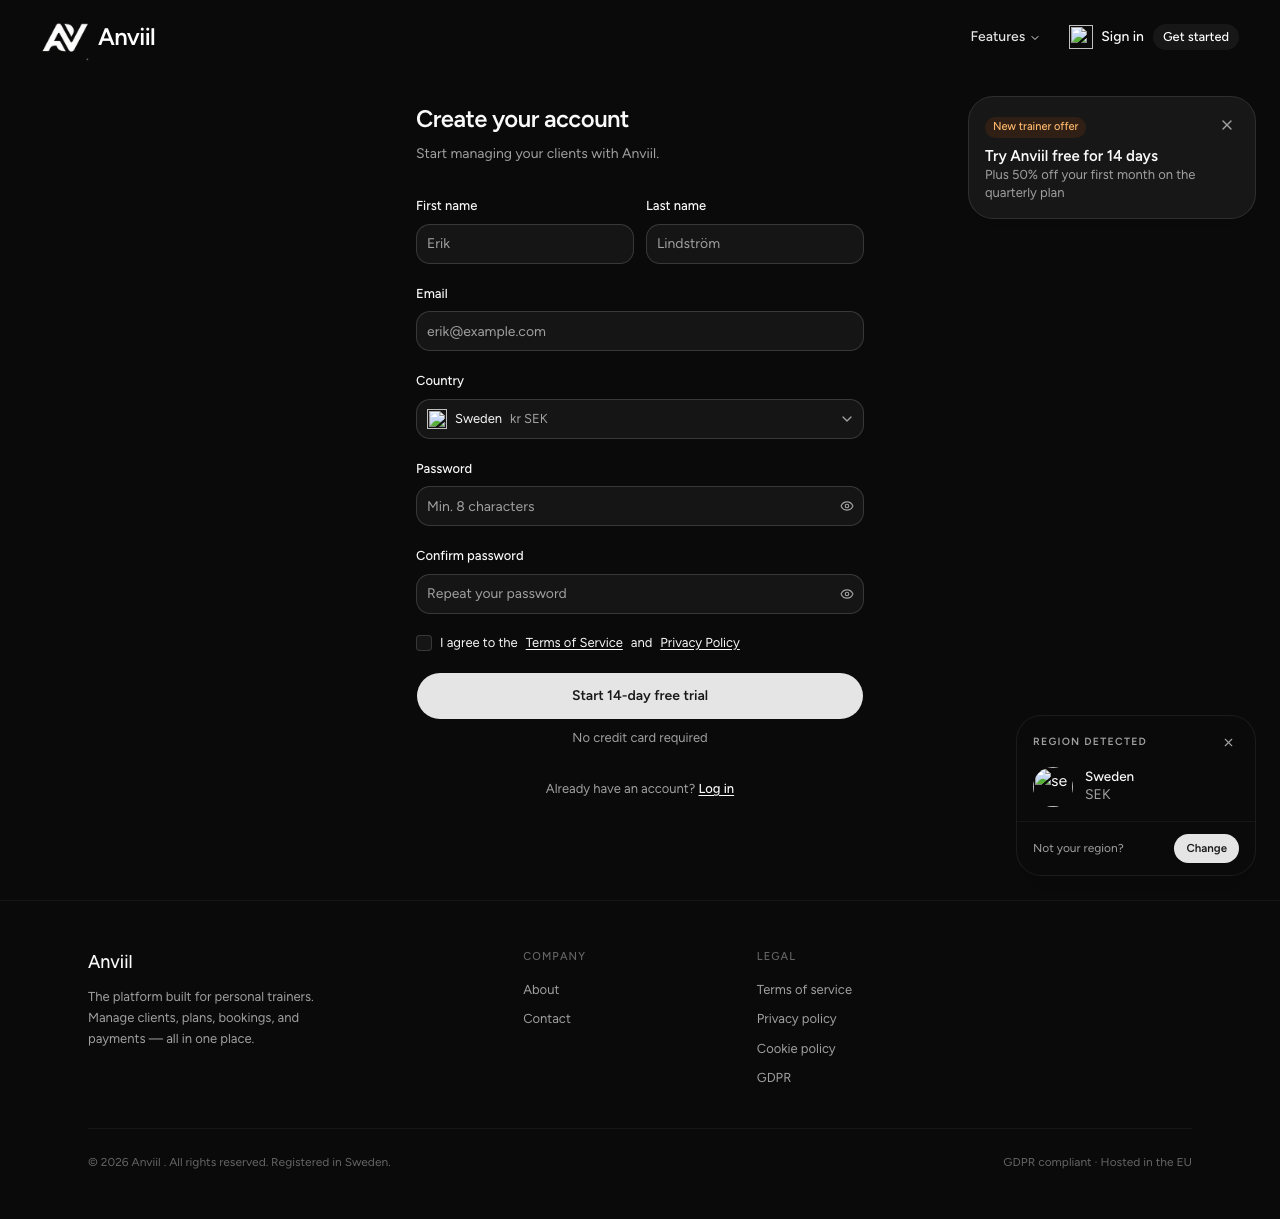 Anviil
Features
Sign in
Get started
Create your account
Start managing your clients with Anviil.
New trainer offer
Try Anviil free for 14 days
Plus 50% off your first month on the
quarterly plan
First name
Last name
Erik
Lindström
Email
erik@example.com
Country
Sweden kr SEK
Password
Min. 8 characters
Confirm password
Repeat your password
I agree to the Terms of Service and Privacy Policy
Start 14-day free trial
No credit card required
Already have an account? Log in
REGION DETECTED
se
Sweden
SEK
Not your region?
Change
Anviil
The platform built for personal trainers.
Manage clients, plans, bookings, and
payments — all in one place.
COMPANY
About
Contact
LEGAL
Terms of service
Privacy policy
Cookie policy
GDPR
© 2026 Anviil . All rights reserved. Registered in Sweden.
GDPR compliant · Hosted in the EU